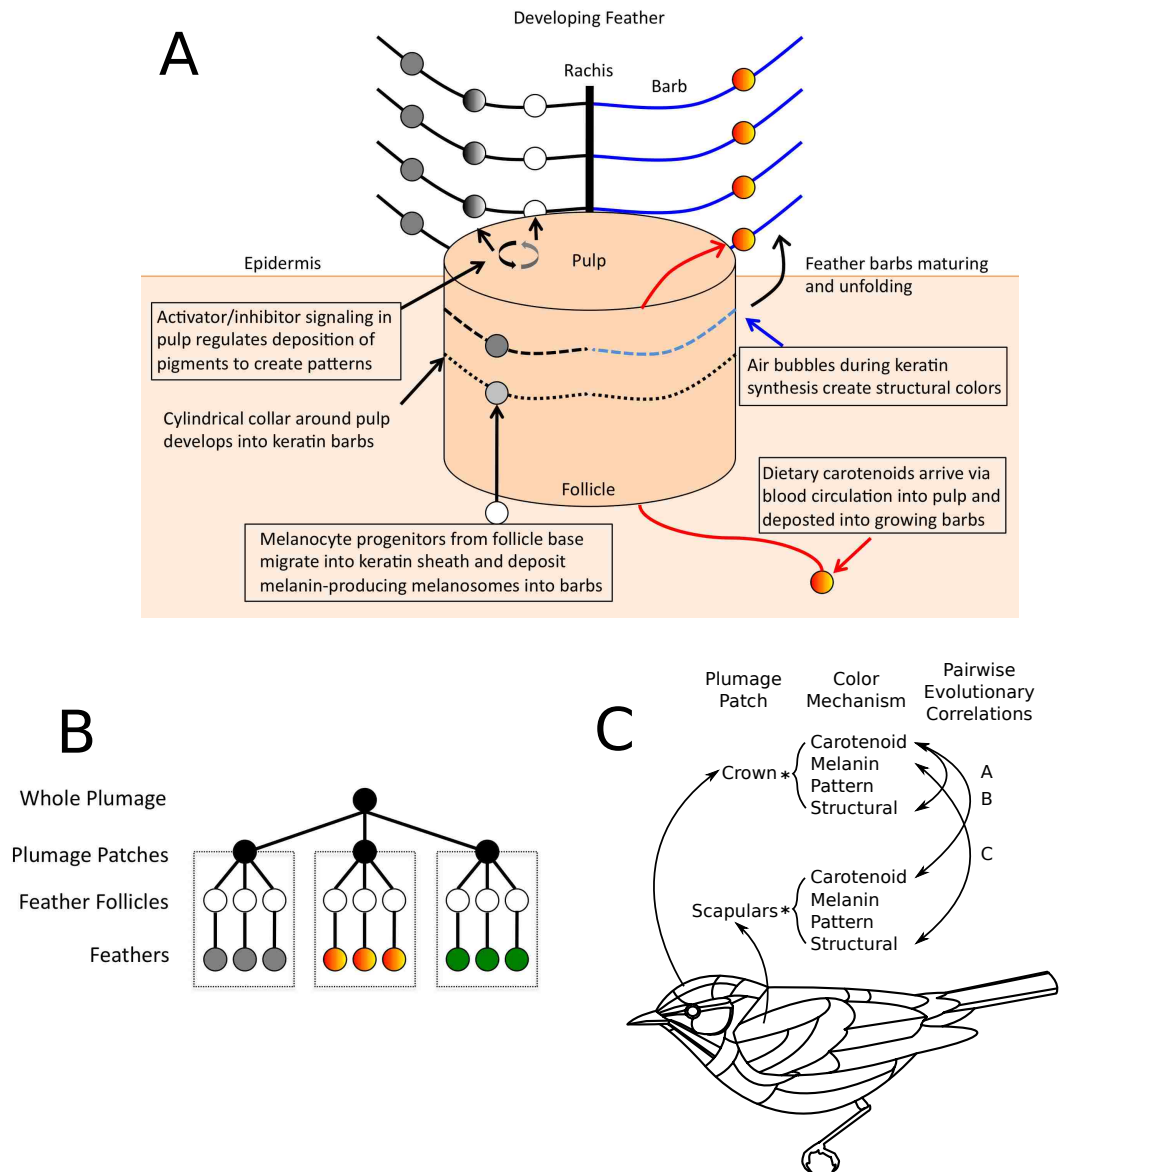 A
Developing Feather
Rachis
Barb
Pulp
Epidermis
Feather barbs maturing
and unfolding
Activator/inhibitor signaling in
pulp regulates deposition of
pigments to create patterns
Air bubbles during keratin
synthesis create structural colors
Cylindrical collar around pulp
develops into keratin barbs
Follicle
Dietary carotenoids arrive via
blood circulation into pulp and
deposited into growing barbs
Melanocyte progenitors from follicle base
migrate into keratin sheath and deposit
melanin-producing melanosomes into barbs
B
Whole Plumage
Plumage Patches
Feather Follicles
Feathers
C
Plumage
Patch
Color
Mechanism
Pairwise
Evolutionary
Correlations
Crown*
Carotenoid
Melanin
Pattern
Structural
A
B
C
Scapulars*
Carotenoid
Melanin
Pattern
Structural